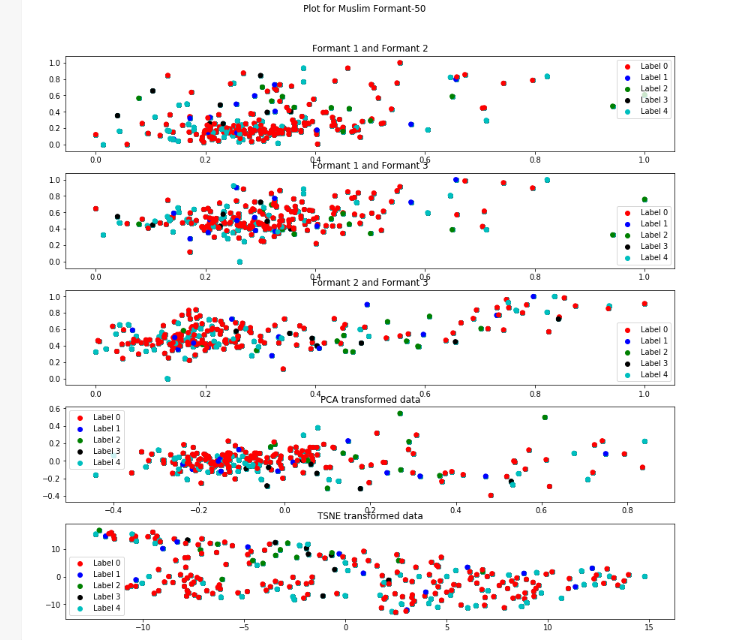 Plot for Muslim Formant-50
Formant 1 and Formant 2
1.0
0.8
0.6
0.4
0.2
0.0
Label 0
Label 1
Label 2
Label 3
Label 4
0.0 0.2 0.4 0.6 0.8 1.0
Formant 1 and Formant 3
1.0
0.8
0.6
0.4
0.2
0.0
Label 0
Label 1
Label 2
Label 3
Label 4
0.0 0.2 0.4 0.6 0.8 1.0
Formant 2 and Formant 3
1.0
0.8
0.6
0.4
0.2
0.0
Label 0
Label 1
Label 2
Label 3
Label 4
0.0 0.2 0.4 0.6 0.8 1.0
PCA transformed data
0.6
0.4
0.2
0.0
−0.2
−0.4
Label 0
Label 1
Label 2
Label 3
Label 4
−0.4 −0.2 0.0 0.2 0.4 0.6 0.8
TSNE transformed data
10
0
−10
Label 0
Label 1
Label 2
Label 3
Label 4
−10 −5 0 5 10 15